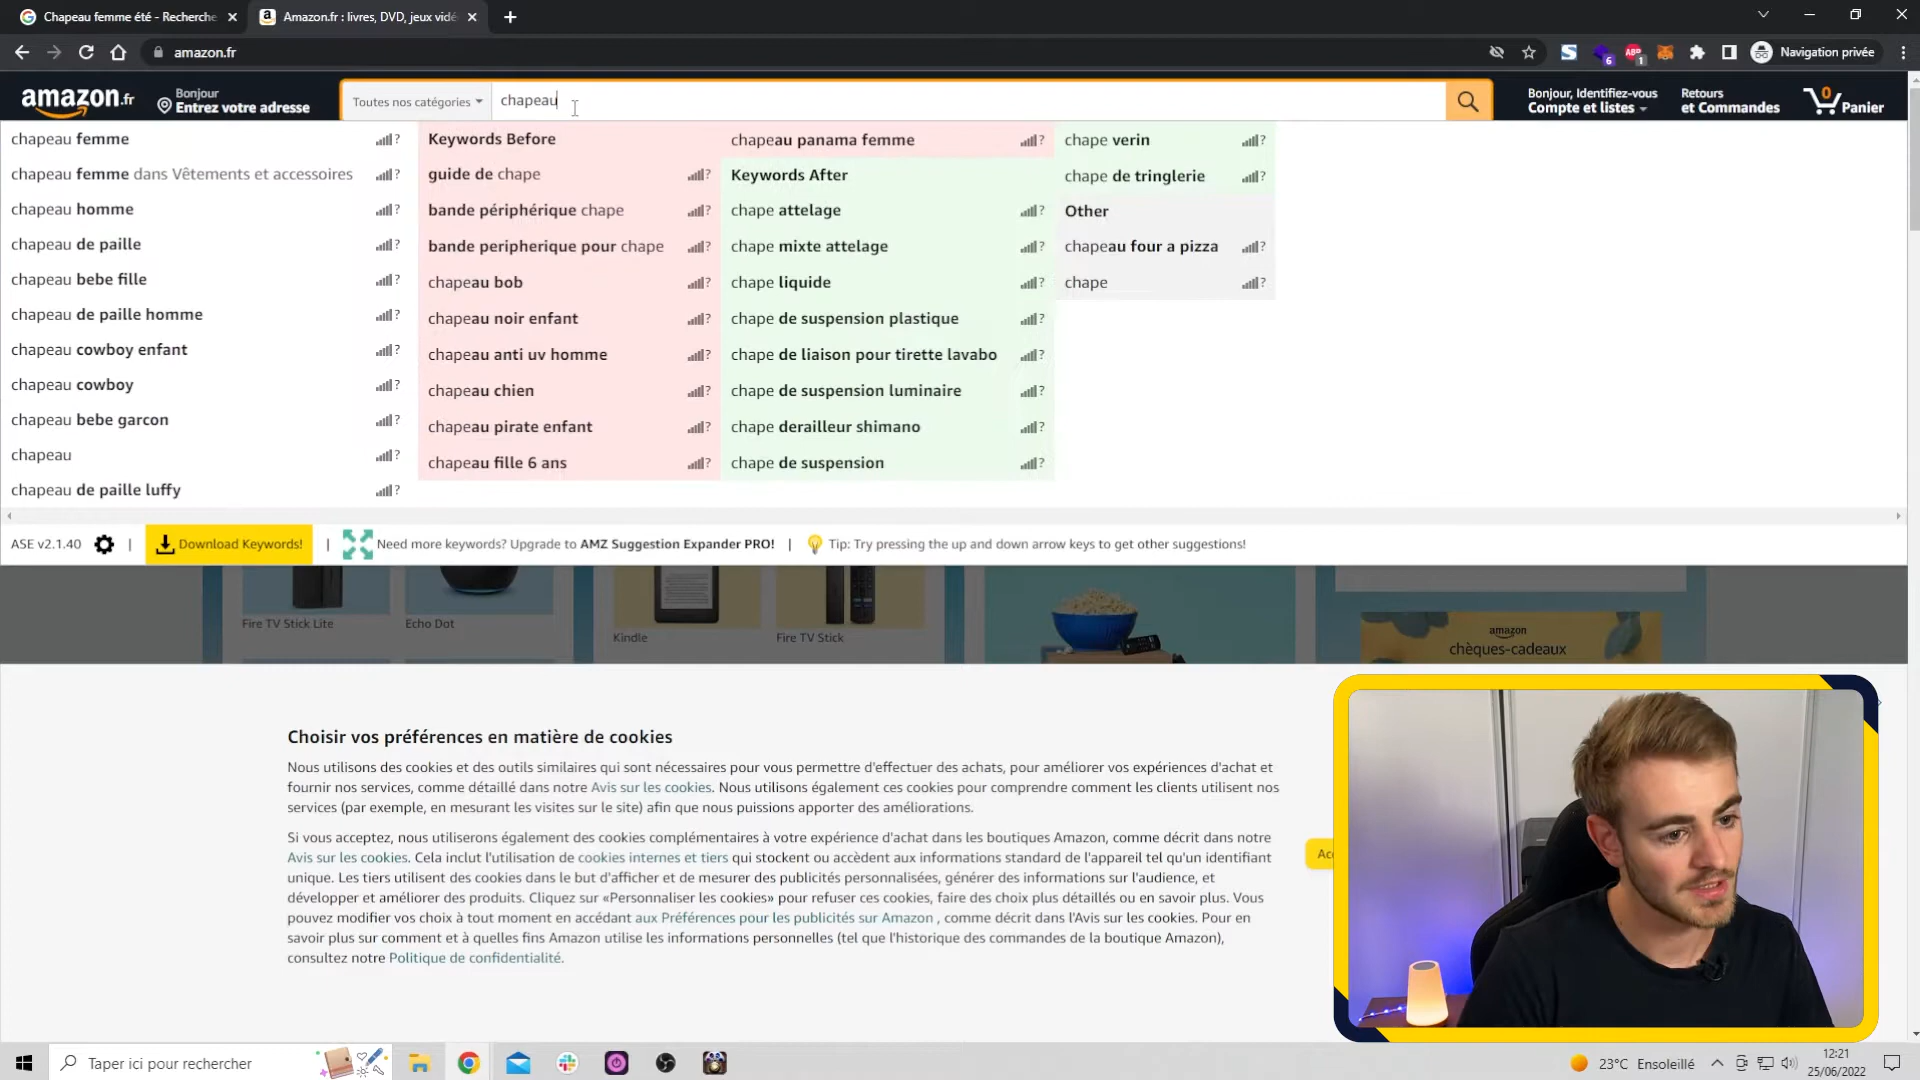 Chapeau femme été - Recherche
Amazon.fr : livres, DVD, jeux vidé
amazon.fr
6
ABP
1
Navigation privée
amazon.fr
Bonjour
Entrez votre adresse
Toutes nos catégories
chapeau
Bonjour, Identifiez-vous
Compte et listes
Retours
et Commandes
0
Panier
chapeau femme ?
chapeau femme dans Vêtements et accessoires ?
chapeau homme ?
chapeau de paille ?
chapeau bebe fille ?
chapeau de paille homme ?
chapeau cowboy enfant ?
chapeau cowboy ?
chapeau bebe garcon ?
chapeau ?
chapeau de paille luffy ?
Keywords Before
guide de chape ?
bande périphérique chape ?
bande peripherique pour chape ?
chapeau bob ?
chapeau noir enfant ?
chapeau anti uv homme ?
chapeau chien ?
chapeau pirate enfant ?
chapeau fille 6 ans ?
chapeau panama femme ?
Keywords After
chape attelage ?
chape mixte attelage ?
chape liquide ?
chape de suspension plastique ?
chape de liaison pour tirette lavabo ?
chape de suspension luminaire ?
chape derailleur shimano ?
chape de suspension ?
chape verin ?
chape de tringlerie ?
Other
chapeau four a pizza ?
chape ?
ASE v2.1.40 | Download Keywords! | Need more keywords? Upgrade to AMZ Suggestion Expander PRO! | Tip: Try pressing the up and down arrow keys to get other suggestions!
Fire TV Stick Lite
Echo Dot
Kindle
Fire TV Stick
amazon
chèques-cadeaux
Choisir vos préférences en matière de cookies
Nous utilisons des cookies et des outils similaires qui sont nécessaires pour vous permettre d'effectuer des achats, pour améliorer vos expériences d'achat et
fournir nos services, comme détaillé dans notre Avis sur les cookies. Nous utilisons également ces cookies pour comprendre comment les clients utilisent nos
services (par exemple, en mesurant les visites sur le site) afin que nous puissions apporter des améliorations.
Si vous acceptez, nous utiliserons également des cookies complémentaires à votre expérience d'achat dans les boutiques Amazon, comme décrit dans notre
Avis sur les cookies. Cela inclut l'utilisation de cookies internes et tiers qui stockent ou accèdent aux informations standard de l'appareil tel qu'un identifiant
unique. Les tiers utilisent des cookies dans le but d'afficher et de mesurer des publicités personnalisées, générer des informations sur l'audience, et
développer et améliorer des produits. Cliquez sur «Personnaliser les cookies» pour refuser ces cookies, faire des choix plus détaillés ou en savoir plus. Vous
pouvez modifier vos choix à tout moment en accédant aux Préférences pour les publicités sur Amazon , comme décrit dans l'Avis sur les cookies. Pour en
savoir plus sur comment et à quelles fins Amazon utilise les informations personnelles (tel que l'historique des commandes de la boutique Amazon),
consultez notre Politique de confidentialité.
Taper ici pour rechercher
23°C Ensoleillé
12:21
25/06/2022